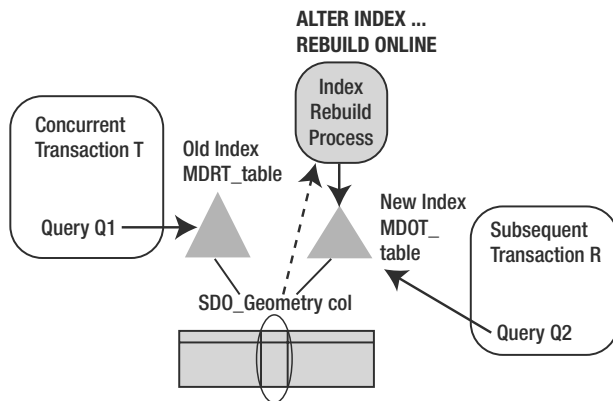 ALTER INDEX ...
REBUILD ONLINE
Index
Rebuild
Process
Concurrent
Transaction T
Query Q1
Old Index
MDRT_table
New Index
MDOT_
table
Subsequent
Transaction R
Query Q2
SDO_Geometry col